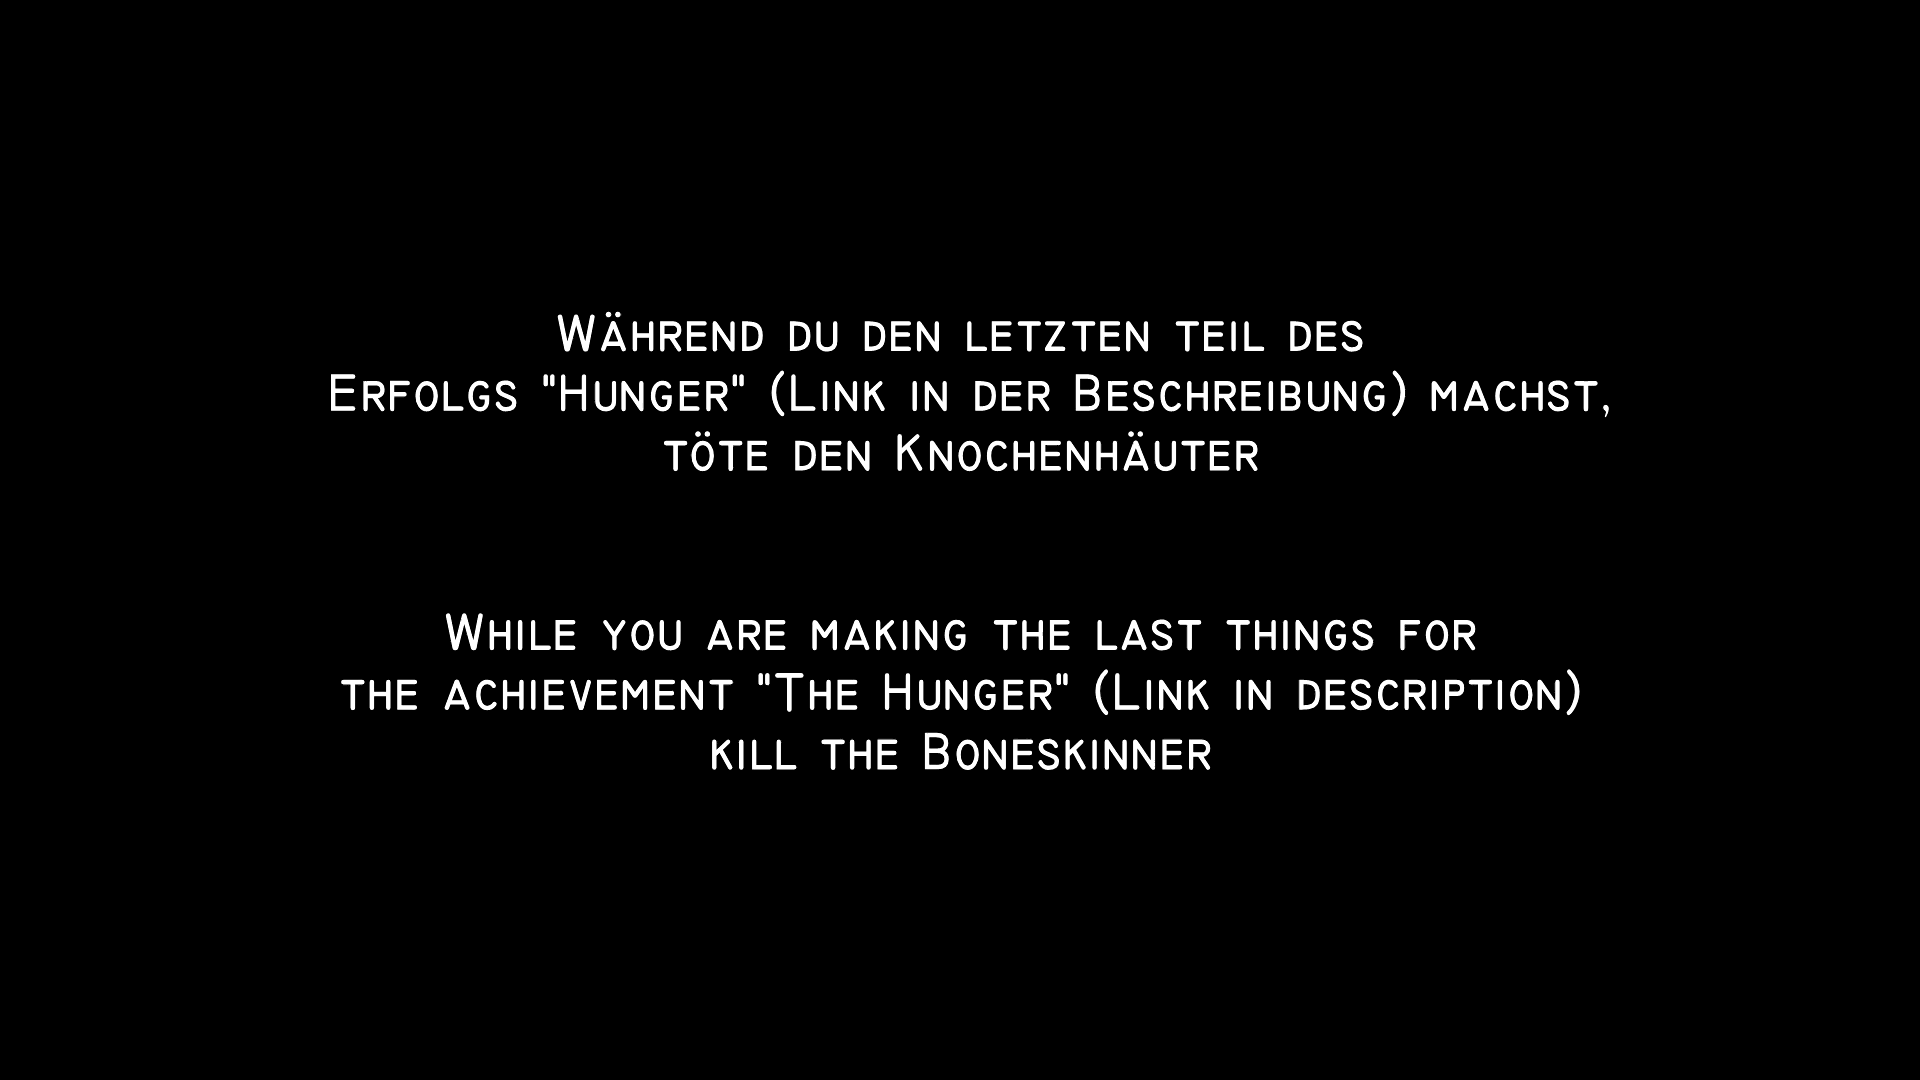 Während du den letzten teil des
Erfolgs "Hunger" (Link in der Beschreibung) machst,
töte den Knochenhäuter
While you are making the last things for
the achievement "The Hunger" (Link in description)
kill the Boneskinner